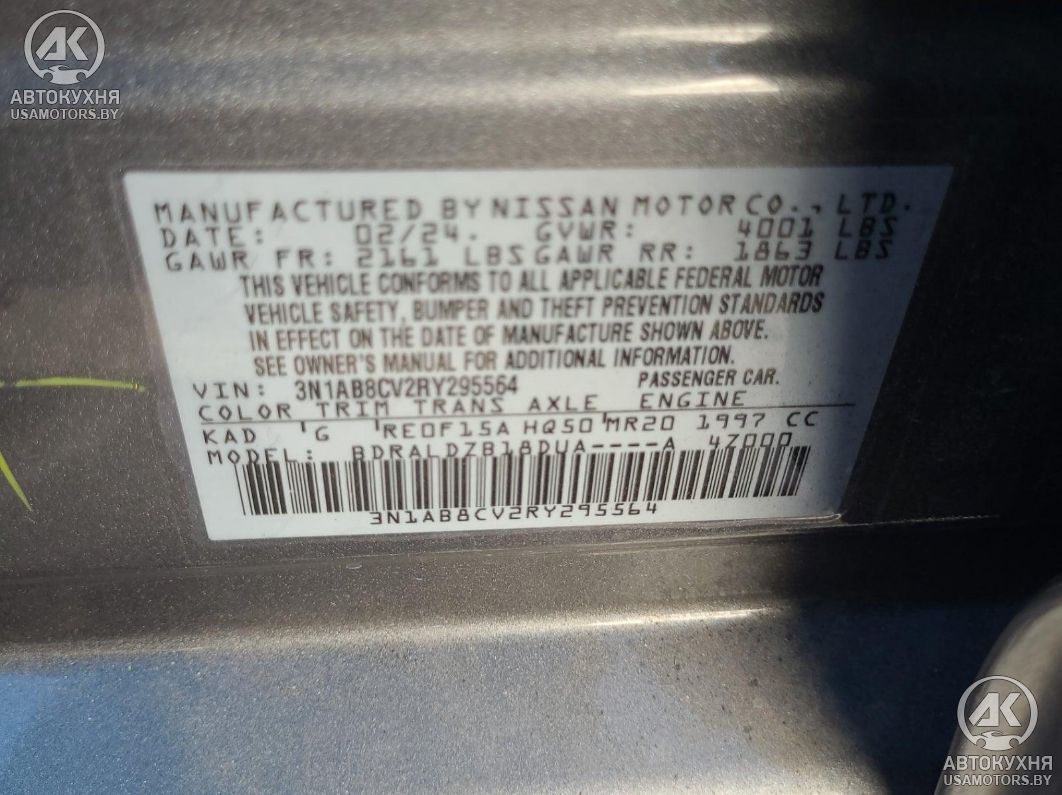 AK
АВТОКУХНЯ
USAMOTORS.BY
MANUFACTURED BY NISSAN MOTOR CO., LTD.
DATE: 02/24. GVWR: 4001 LBS
GAWR FR: 2161 LBS GAWR RR: 1863 LBS
THIS VEHICLE CONFORMS TO ALL APPLICABLE FEDERAL MOTOR
VEHICLE SAFETY, BUMPER AND THEFT PREVENTION STANDARDS
IN EFFECT ON THE DATE OF MANUFACTURE SHOWN ABOVE.
SEE OWNER'S MANUAL FOR ADDITIONAL INFORMATION.
VIN: 3N1AB8CV2RY295564 PASSENGER CAR.
COLOR TRIM TRANS AXLE ENGINE
KAD G RE0F15A HQ50 MR20 1997 CC
MODEL: BDRALDZB18DUA----A 4Z000
3N1AB8CV2RY295564
AK
АВТОКУХНЯ
USAMOTORS.BY